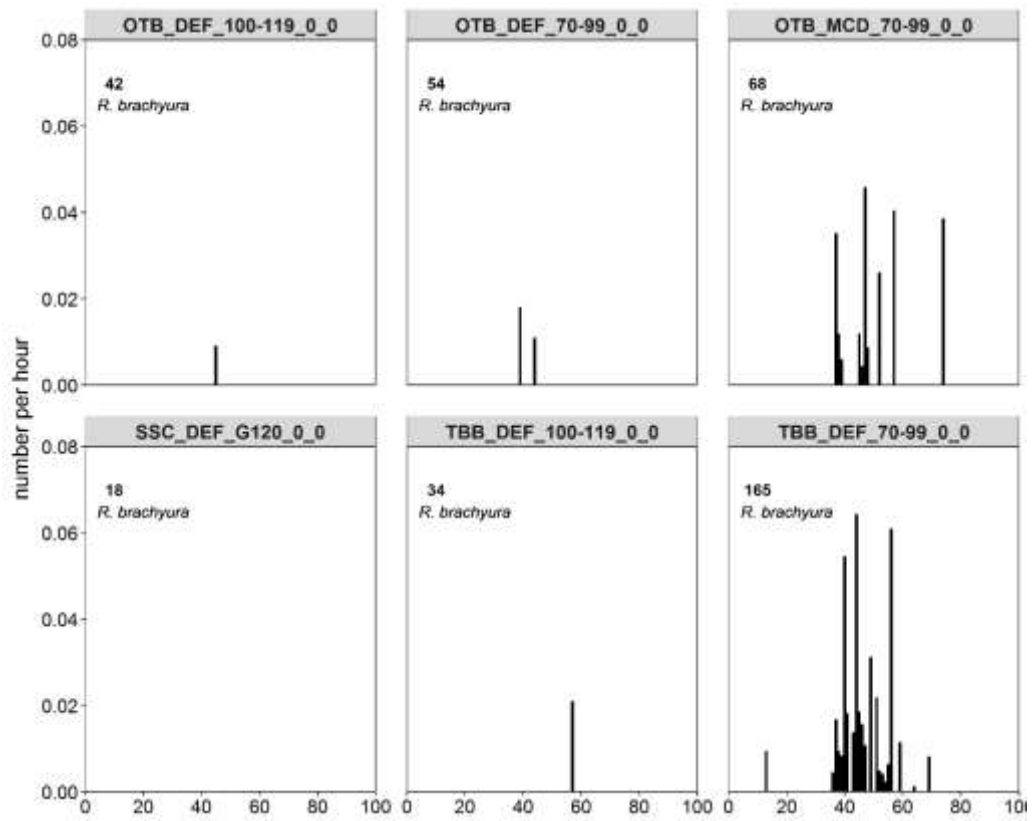 OTB_DEF_100-119_0_0
OTB_DEF_70-99_0_0
OTB_MCD_70-99_0_0
0.08
42
R. brachyura
54
R. brachyura
68
R. brachyura
0.06
0.04
0.02
0.00
number per hour
SSC_DEF_G120_0_0
TBB_DEF_100-119_0_0
TBB_DEF_70-99_0_0
0.08
18
R. brachyura
34
R. brachyura
165
R. brachyura
0.06
0.04
0.02
0.00
0 20 40 60 80 100
0 20 40 60 80 100
0 20 40 60 80